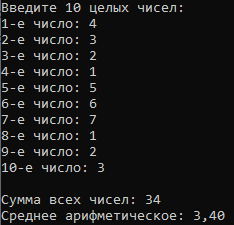 Введите 10 целых чисел:
1-е число: 4
2-е число: 3
3-е число: 2
4-е число: 1
5-е число: 5
6-е число: 6
7-е число: 7
8-е число: 1
9-е число: 2
10-е число: 3
Сумма всех чисел: 34
Среднее арифметическое: 3,40